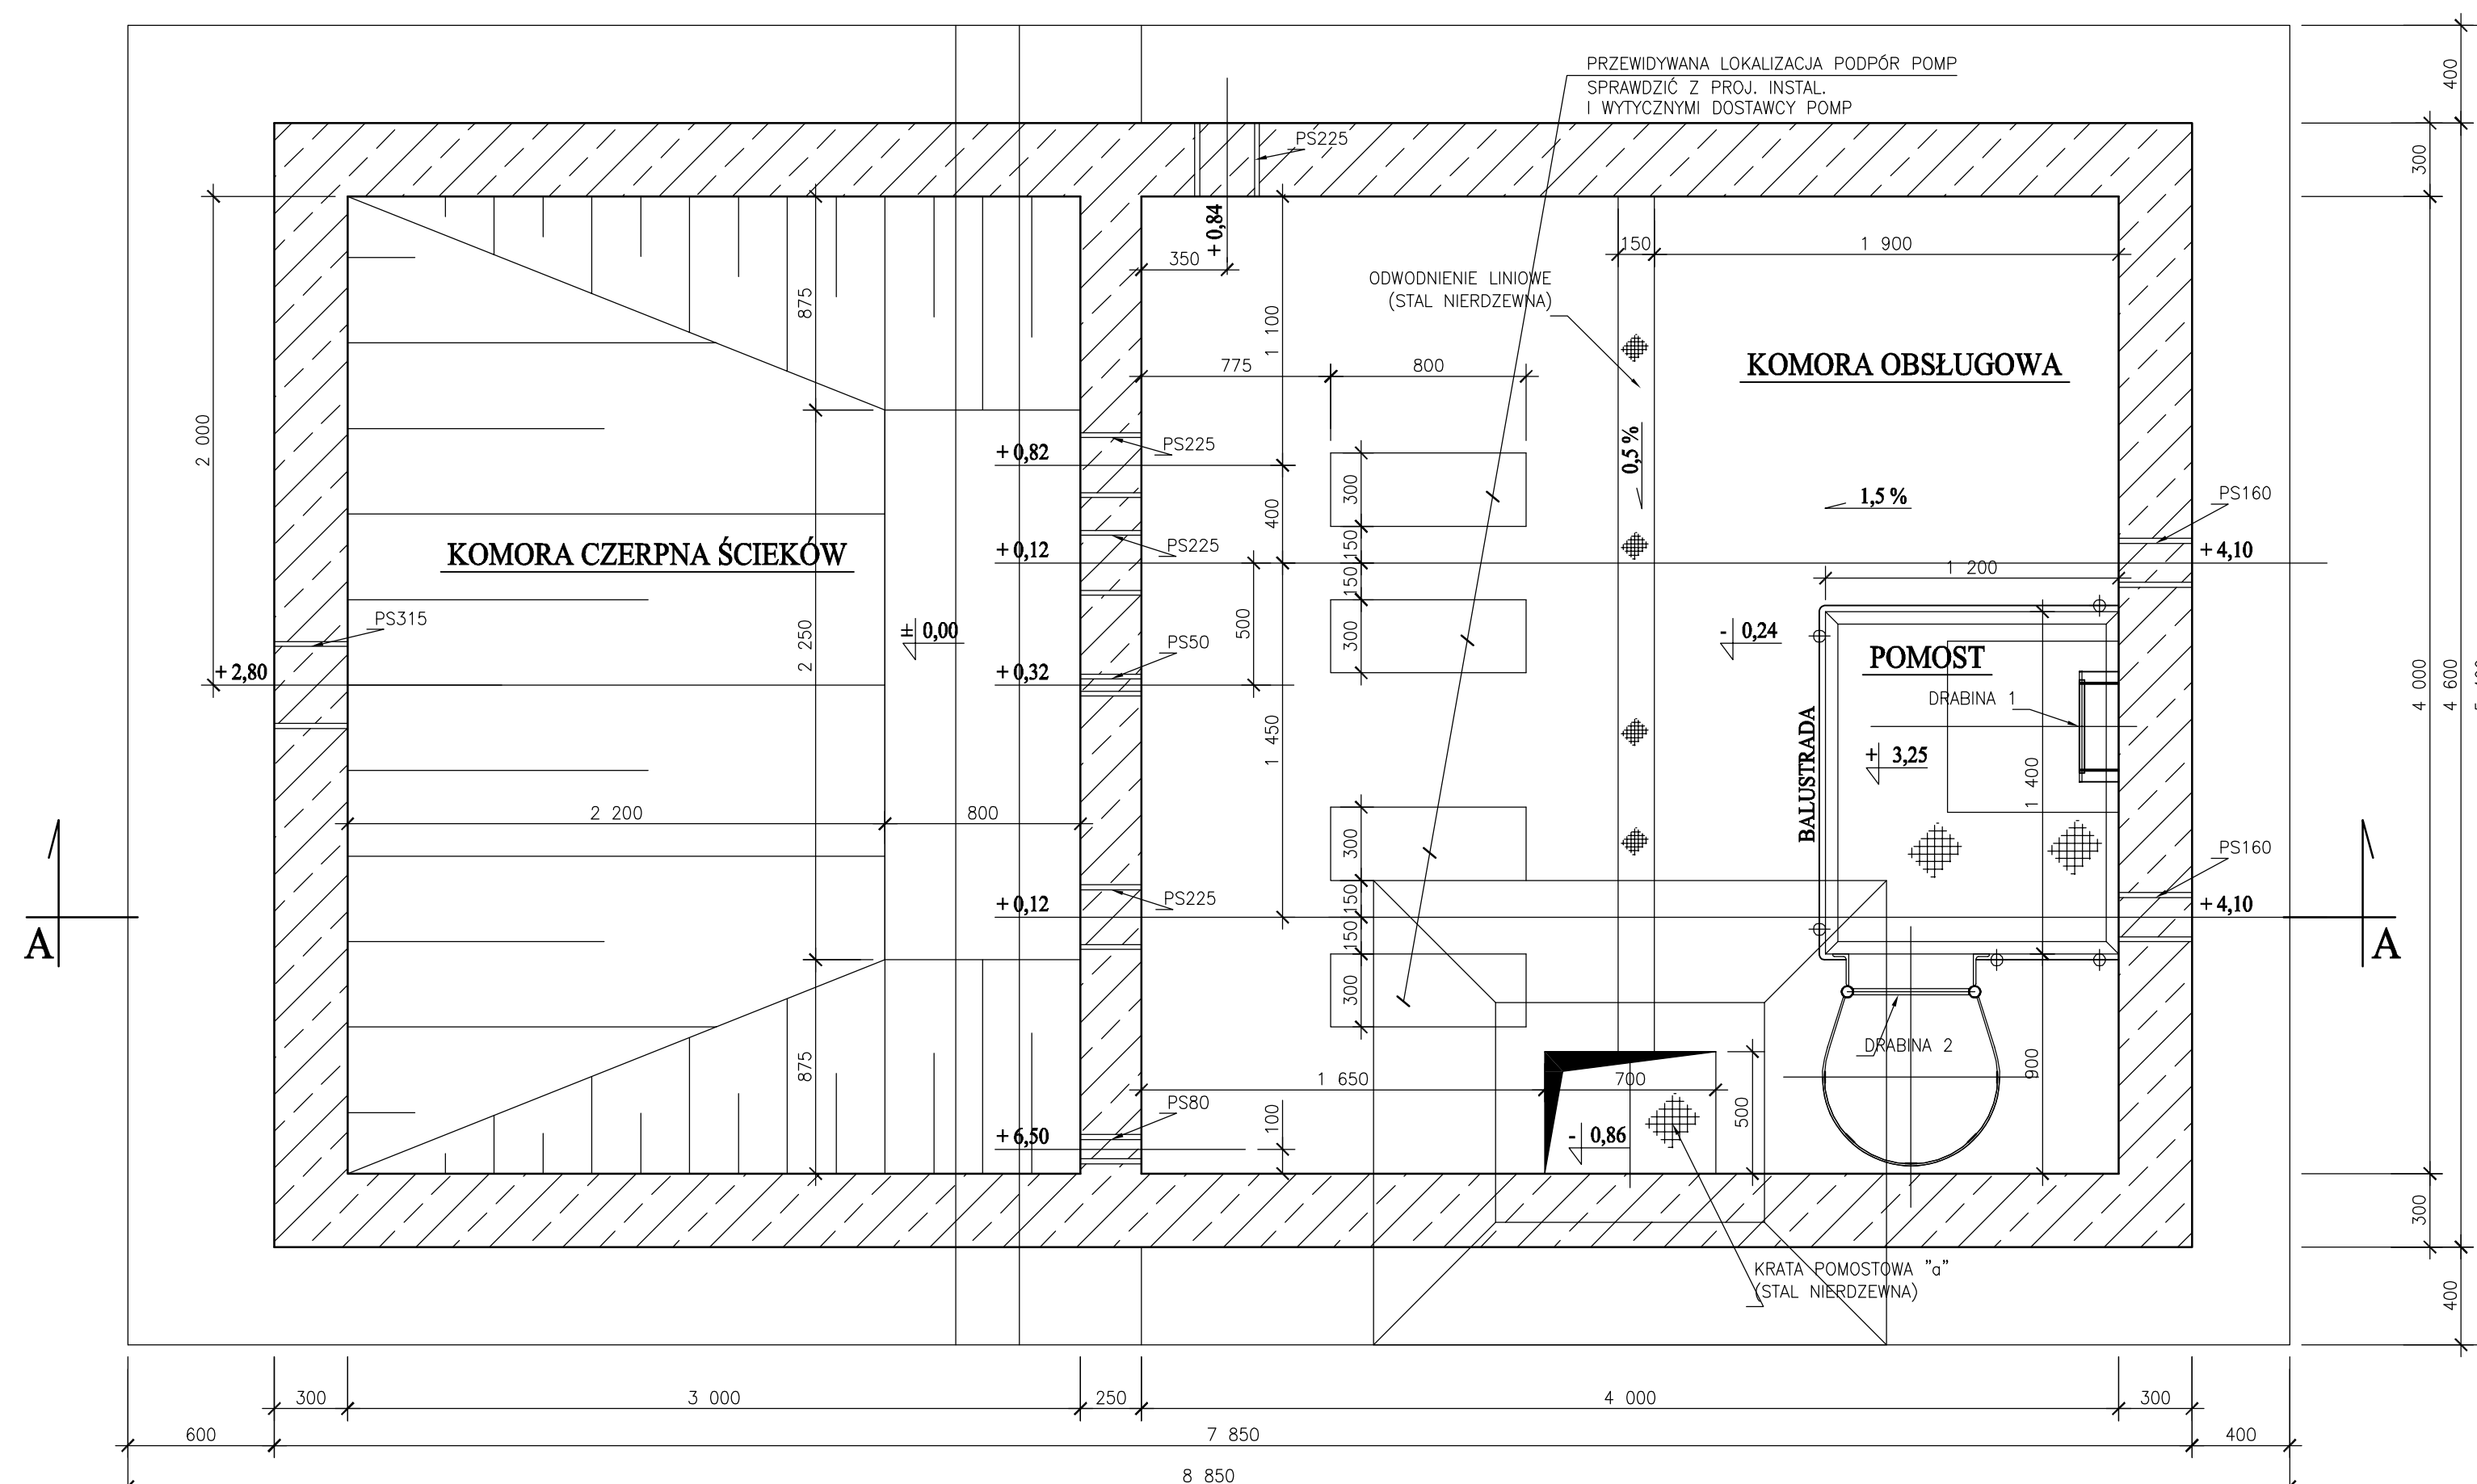 PRZEWIDYWANA LOKALIZACJA PODPÓR POMP
SPRAWDZIĆ Z PROJ. INSTAL.
I WYTYCZNYMI DOSTAWCY POMP
400
PS225
300
+0,84
150
1 900
350
ODWODNIENIE LINIOWE
(STAL NIERDZEWNA)
875
1 100
KOMORA OBSŁUGOWA
775
800
2 000
+0,82
PS225
0,5 %
300
1,5 %
PS160
400
KOMORA CZERPNA ŚCIEKÓW
+0,12
PS225
150
+4,10
1 200
150
PS315
500
± 0,00
2 250
PS50
300
- 0,24
POMOST
+2,80
+0,32
DRABINA 1
4 000
4 600
BALUSTRADA
1 450
+ 3,25
1 400
2 200
800
300
PS160
+0,12
PS225
150
+4,10
A
A
150
300
DRABINA 2
875
1 650
700
900
PS80
100
500
+6,50
- 0,86
300
KRATA POMOSTOWA "a"
(STAL NIERDZEWNA)
400
300
3 000
250
4 000
300
600
7 850
400
8 850